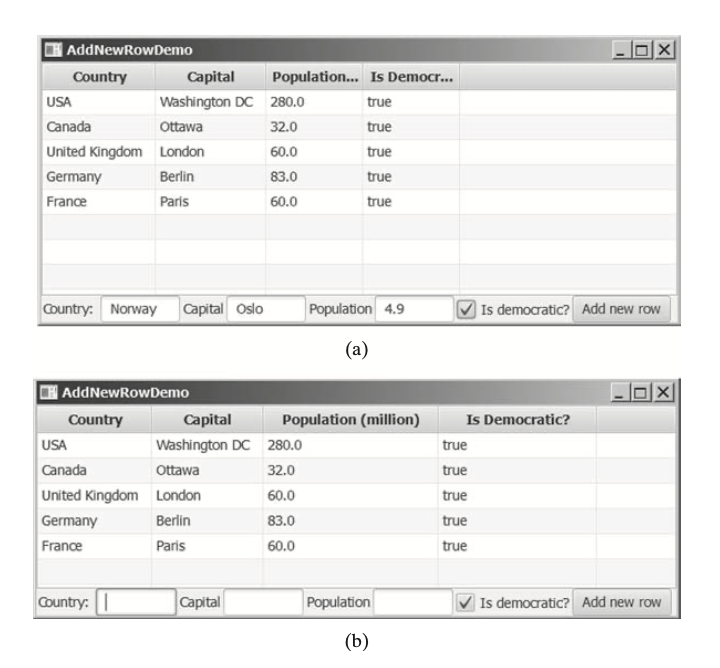 AddNewRowDemo
Country Capital Population... Is Democr...
USA Washington DC 280.0 true
Canada Ottawa 32.0 true
United Kingdom London 60.0 true
Germany Berlin 83.0 true
France Paris 60.0 true
Country: Norway Capital Oslo Population 4.9 Is democratic? Add new row
(a)
AddNewRowDemo
Country Capital Population (million) Is Democratic?
USA Washington DC 280.0 true
Canada Ottawa 32.0 true
United Kingdom London 60.0 true
Germany Berlin 83.0 true
France Paris 60.0 true
Country: Capital Population Is democratic? Add new row
(b)